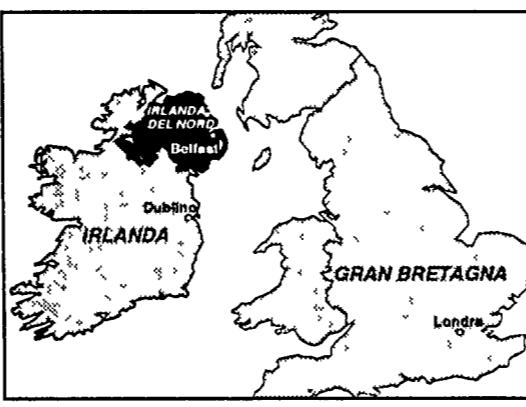 IRLANDA
DEL NORD
Belfast
Dublino
IRLANDA
GRAN BRETAGNA
Londra